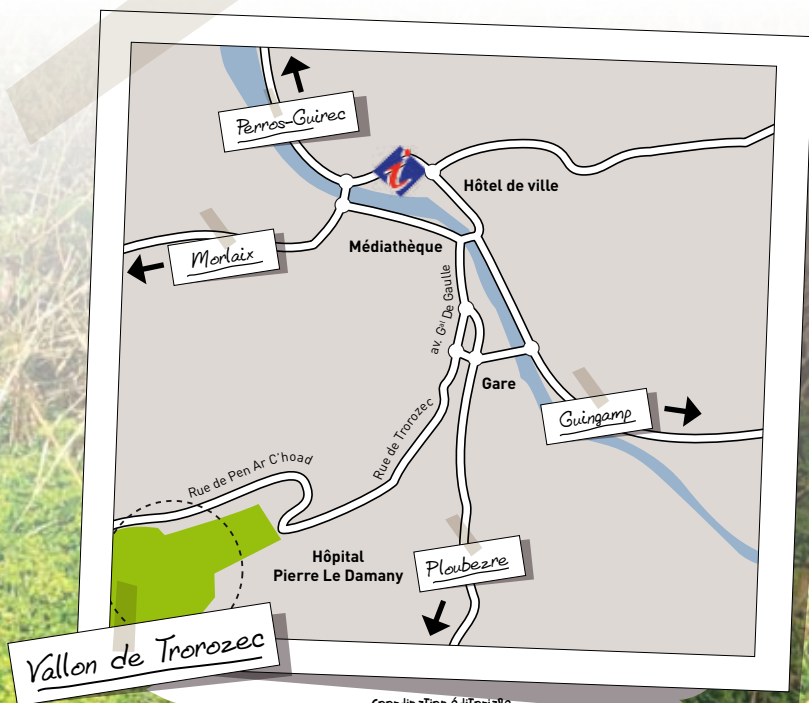 Perros-Guirec
i
Hôtel de ville
Médiathèque
Morlaix
av. Gal De Gaulle
Gare
Guingamp
Rue de Trorozec
Rue de Pen Ar C'hoad
Hôpital
Pierre Le Damany
Ploubezre
Vallon de Trorozec